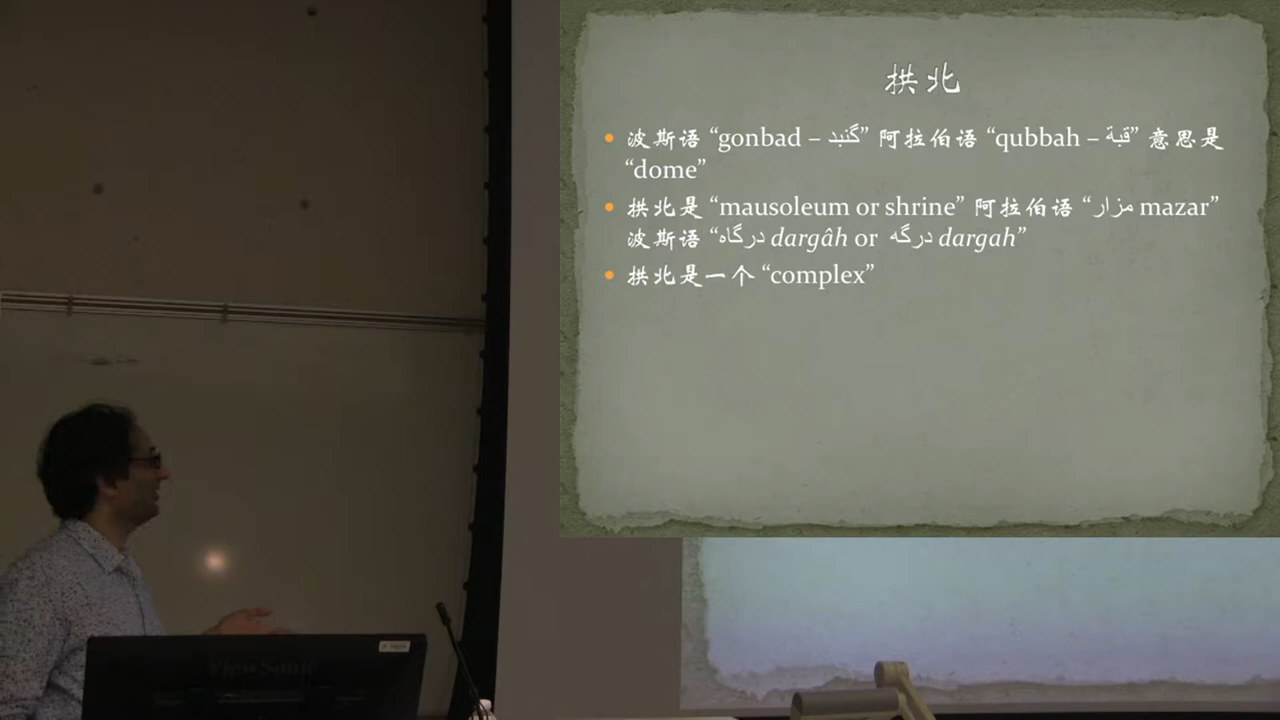 拱北
波斯语 “gonbad – گنبد” 阿拉伯语 “qubbah – قبة” 意思是
“dome”
拱北是 “mausoleum or shrine” 阿拉伯语 “مزار mazar”
波斯语 “درگاه dargâh or درگه dargah”
拱北是一个 “complex”
ViewSonic